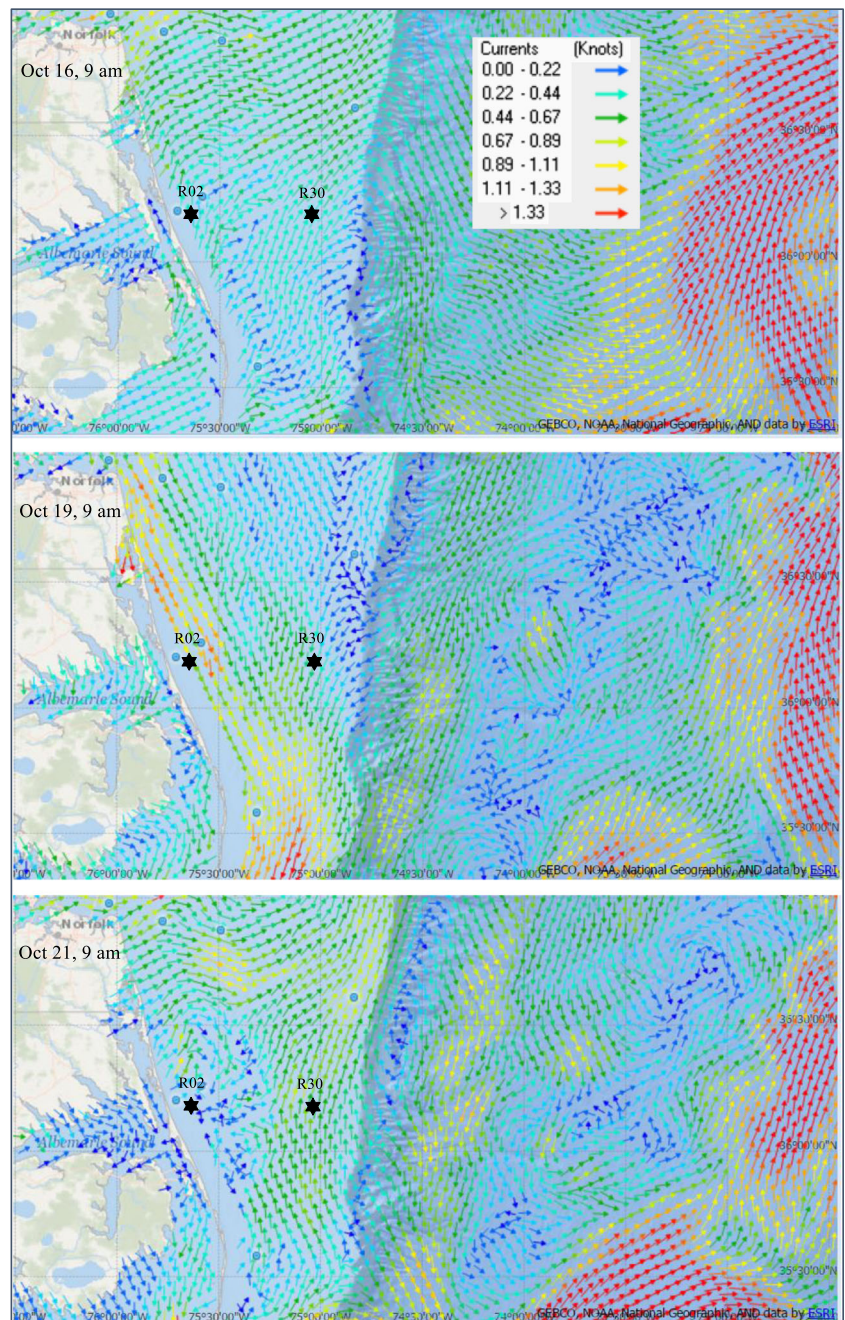 Norfolk
Oct 16, 9 am
Currents (Knots)
0.00 - 0.22
0.22 - 0.44
0.44 - 0.67
0.67 - 0.89
0.89 - 1.11
1.11 - 1.33
> 1.33
36°30'00"N
R02 R30
Albemarle Sound
36°00'00"N
35°30'00"N
76°00'00"W 75°30'00"W 75°00'00"W 74°30'00"W 74°00'00"W
GEBCO, NOAA, National Geographic, AND data by ESRI
Norfolk
Oct 19, 9 am
36°30'00"N
R02 R30
Albemarle Sound
36°00'00"N
35°30'00"N
76°00'00"W 75°30'00"W 75°00'00"W 74°30'00"W 74°00'00"W
GEBCO, NOAA, National Geographic, AND data by ESRI
Norfolk
Oct 21, 9 am
36°30'00"N
R02 R30
Albemarle Sound
36°00'00"N
35°30'00"N
76°00'00"W 75°30'00"W 75°00'00"W 74°30'00"W 74°00'00"W
GEBCO, NOAA, National Geographic, AND data by ESRI